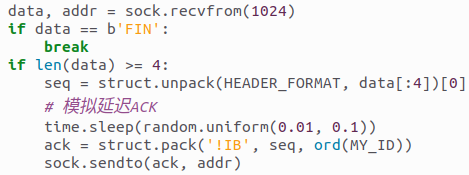 data, addr = sock.recvfrom(1024)
if data == b'FIN':
    break
if len(data) >= 4:
    seq = struct.unpack(HEADER_FORMAT, data[:4])[0]
    # 模拟延迟ACK
    time.sleep(random.uniform(0.01, 0.1))
    ack = struct.pack('!IB', seq, ord(MY_ID))
    sock.sendto(ack, addr)